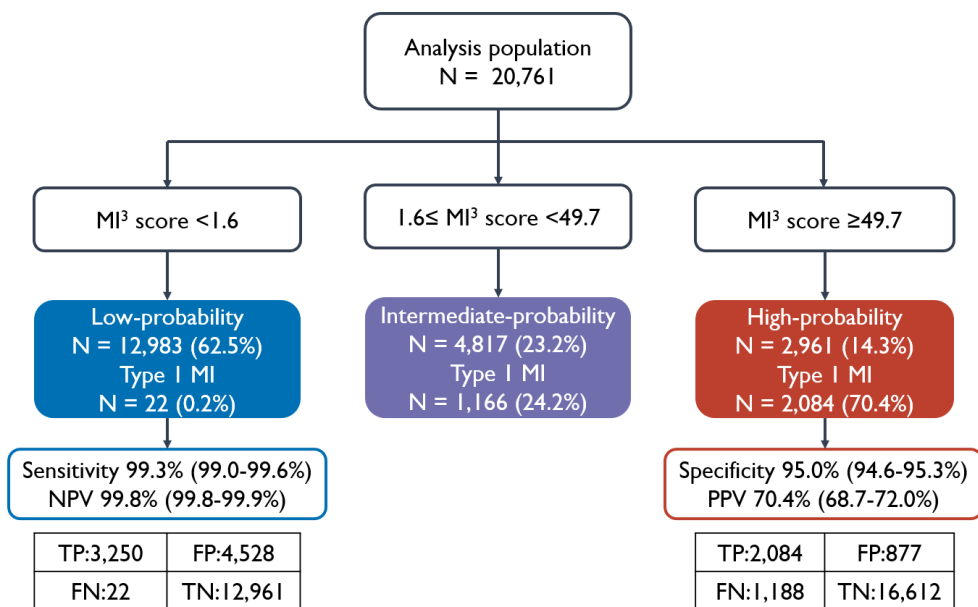 Analysis population
N = 20,761
MI³ score <1.6
1.6≤ MI³ score <49.7
MI³ score ≥49.7
Low-probability
N = 12,983 (62.5%)
Type 1 MI
N = 22 (0.2%)
Intermediate-probability
N = 4,817 (23.2%)
Type 1 MI
N = 1,166 (24.2%)
High-probability
N = 2,961 (14.3%)
Type 1 MI
N = 2,084 (70.4%)
Sensitivity 99.3% (99.0-99.6%)
NPV 99.8% (99.8-99.9%)
Specificity 95.0% (94.6-95.3%)
PPV 70.4% (68.7-72.0%)
TP:3,250 FP:4,528
FN:22 TN:12,961
TP:2,084 FP:877
FN:1,188 TN:16,612